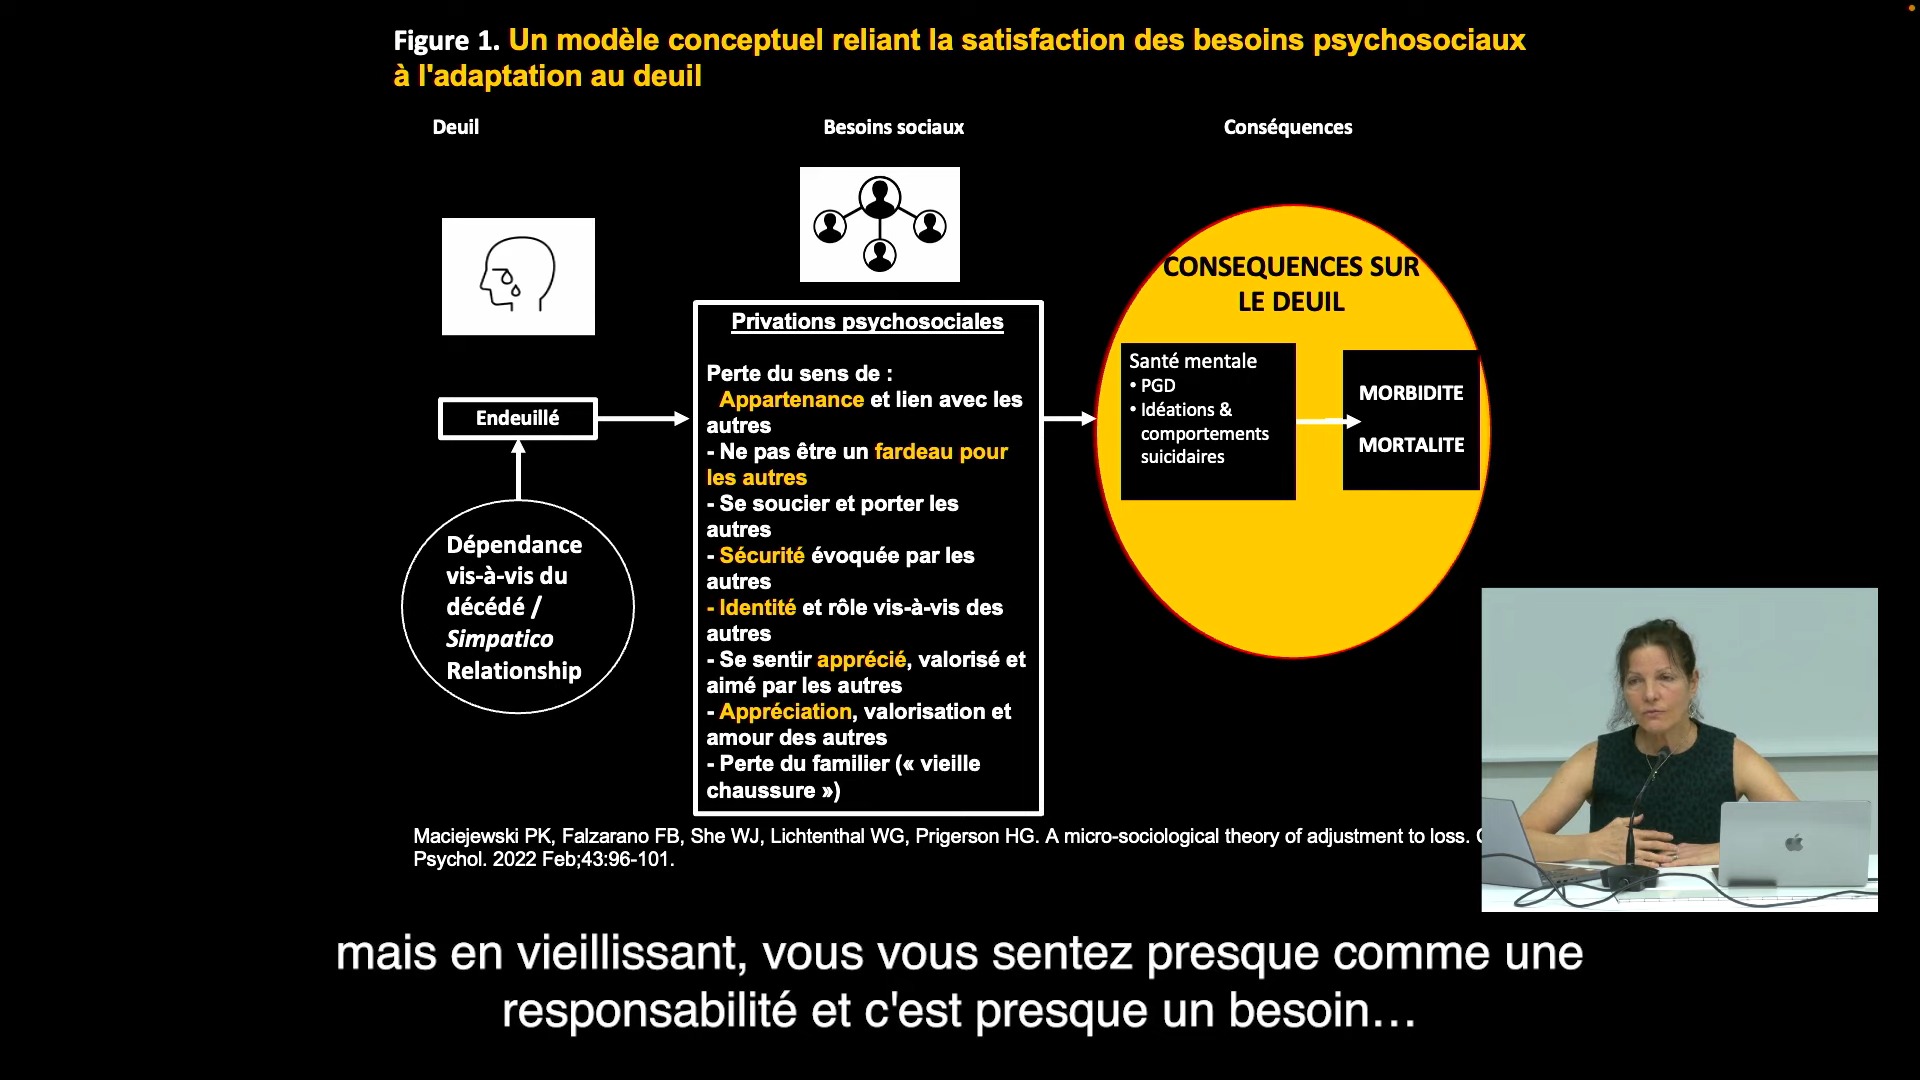 Figure 1. Un modèle conceptuel reliant la satisfaction des besoins psychosociaux
à l'adaptation au deuil
Deuil
Besoins sociaux
Conséquences
Endeuillé
Dépendance
vis-à-vis du
décédé /
Simpatico
Relationship
Privations psychosociales
Perte du sens de :
Appartenance et lien avec les
autres
- Ne pas être un fardeau pour
les autres
- Se soucier et porter les
autres
- Sécurité évoquée par les
autres
- Identité et rôle vis-à-vis des
autres
- Se sentir apprécié, valorisé et
aimé par les autres
- Appréciation, valorisation et
amour des autres
- Perte du familier (« vieille
chaussure »)
CONSEQUENCES SUR
LE DEUIL
Santé mentale
• PGD
• Idéations &
comportements
suicidaires
MORBIDITE
MORTALITE
Maciejewski PK, Falzarano FB, She WJ, Lichtenthal WG, Prigerson HG. A micro-sociological theory of adjustment to loss.
Psychol. 2022 Feb;43:96-101.
mais en vieillissant, vous vous sentez presque comme une
responsabilité et c'est presque un besoin…